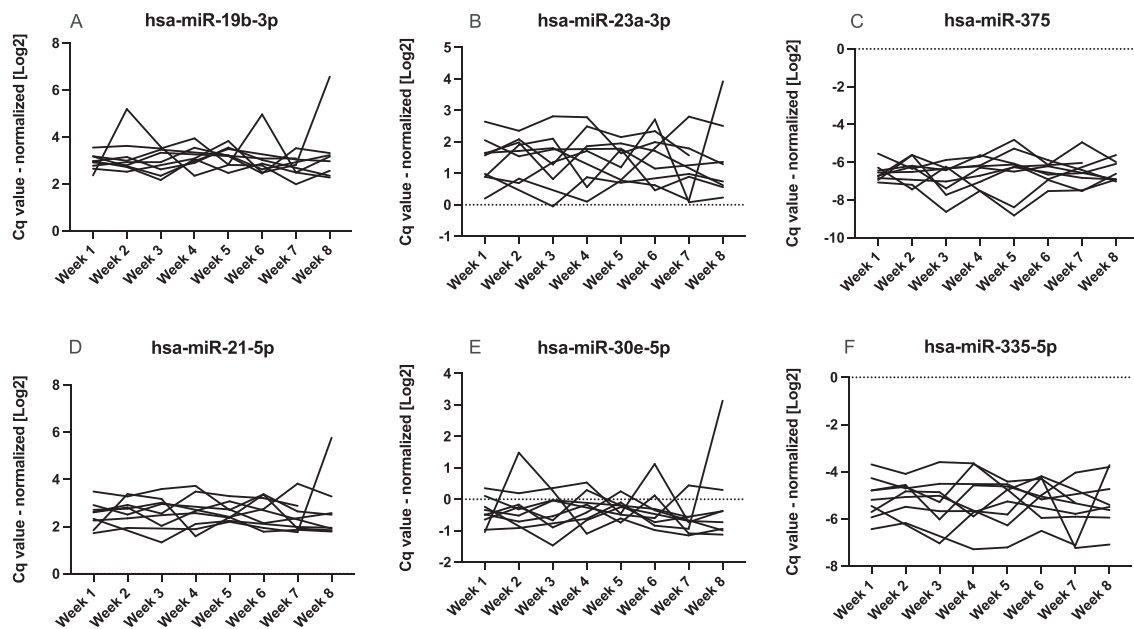 A hsa-miR-19b-3p
Cq value - normalized [Log2]
8
6
4
2
0
Week 1 Week 2 Week 3 Week 4 Week 5 Week 6 Week 7 Week 8
B hsa-miR-23a-3p
Cq value - normalized [Log2]
5
4
3
2
1
0
-1
Week 1 Week 2 Week 3 Week 4 Week 5 Week 6 Week 7 Week 8
C hsa-miR-375
Cq value - normalized [Log2]
0
-2
-4
-6
-8
-10
Week 1 Week 2 Week 3 Week 4 Week 5 Week 6 Week 7 Week 8
D hsa-miR-21-5p
Cq value - normalized [Log2]
8
6
4
2
0
Week 1 Week 2 Week 3 Week 4 Week 5 Week 6 Week 7 Week 8
E hsa-miR-30e-5p
Cq value - normalized [Log2]
4
3
2
1
0
-1
-2
Week 1 Week 2 Week 3 Week 4 Week 5 Week 6 Week 7 Week 8
F hsa-miR-335-5p
Cq value - normalized [Log2]
0
-2
-4
-6
-8
Week 1 Week 2 Week 3 Week 4 Week 5 Week 6 Week 7 Week 8